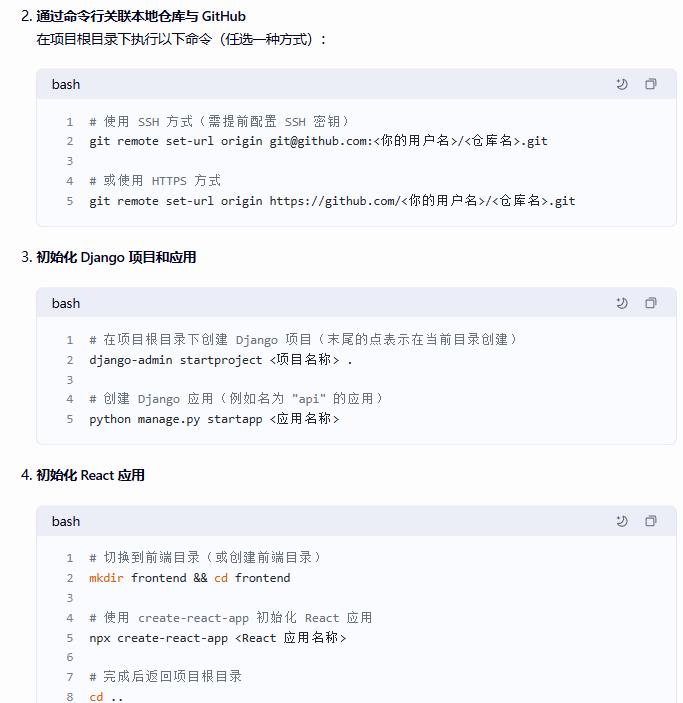 2. 通过命令行关联本地仓库与 GitHub
在项目根目录下执行以下命令（任选一种方式）：
bash
1 # 使用 SSH 方式（需提前配置 SSH 密钥）
2 git remote set-url origin git@github.com:<你的用户名>/<仓库名>.git
3
4 # 或使用 HTTPS 方式
5 git remote set-url origin https://github.com/<你的用户名>/<仓库名>.git
3. 初始化 Django 项目和应用
bash
1 # 在项目根目录下创建 Django 项目（末尾的点表示在当前目录创建）
2 django-admin startproject <项目名称> .
3
4 # 创建 Django 应用（例如名为 "api" 的应用）
5 python manage.py startapp <应用名称>
4. 初始化 React 应用
bash
1 # 切换到前端目录（或创建前端目录）
2 mkdir frontend && cd frontend
3
4 # 使用 create-react-app 初始化 React 应用
5 npx create-react-app <React 应用名称>
6
7 # 完成后返回项目根目录
8 cd ..